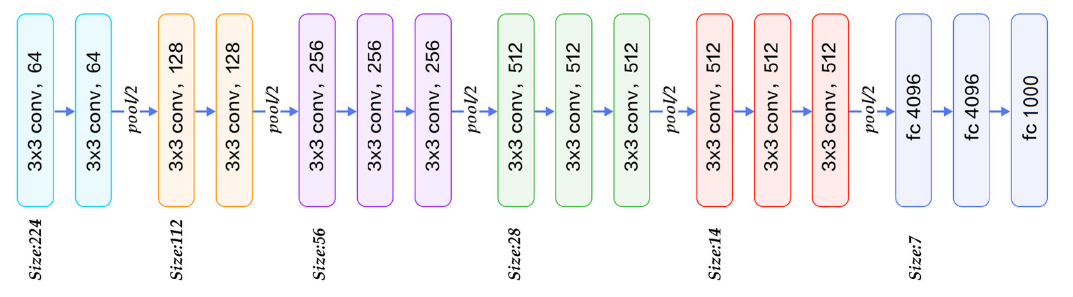 3x3 conv, 64
3x3 conv, 64
pool/2
3x3 conv, 128
3x3 conv, 128
pool/2
3x3 conv, 256
3x3 conv, 256
3x3 conv, 256
pool/2
3x3 conv, 512
3x3 conv, 512
3x3 conv, 512
pool/2
3x3 conv, 512
3x3 conv, 512
3x3 conv, 512
pool/2
fc 4096
fc 4096
fc 1000
Size:224
Size:112
Size:56
Size:28
Size:14
Size:7